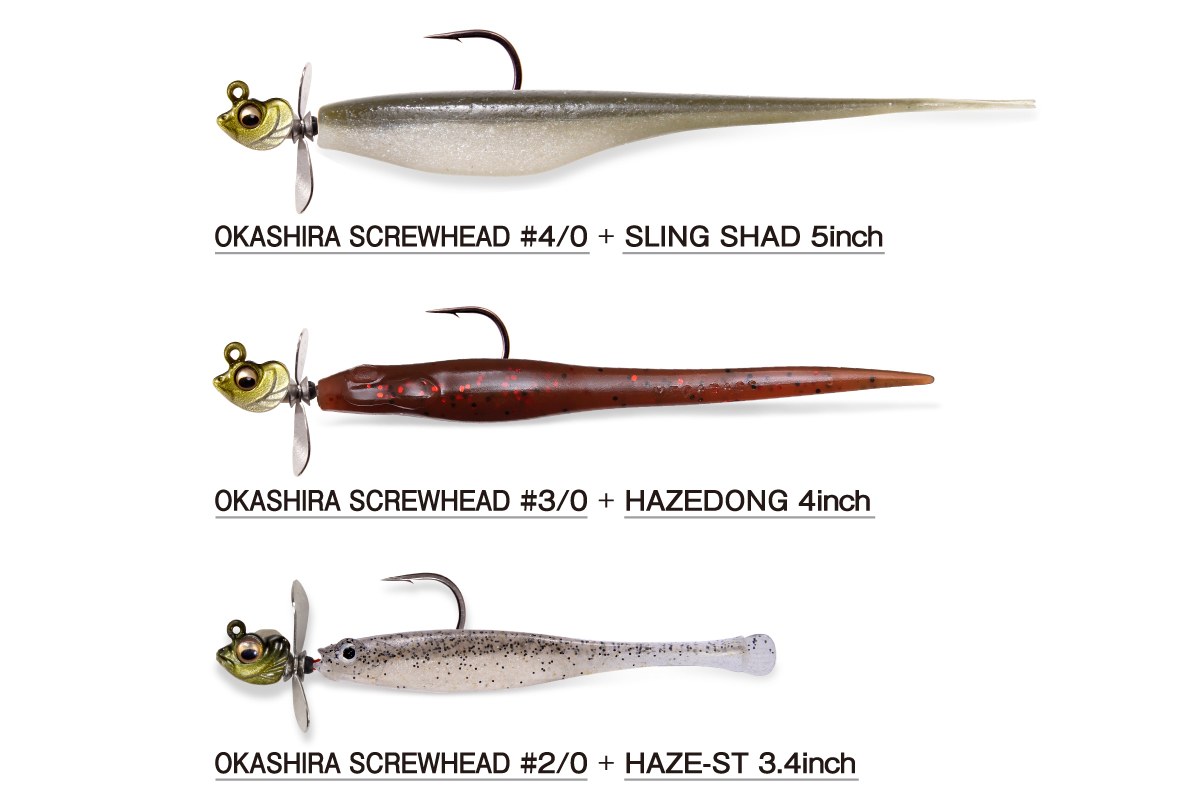 OKASHIRA SCREWHEAD #4/0 + SLING SHAD 5inch
OKASHIRA SCREWHEAD #3/0 + HAZEDONG 4inch
OKASHIRA SCREWHEAD #2/0 + HAZE-ST 3.4inch